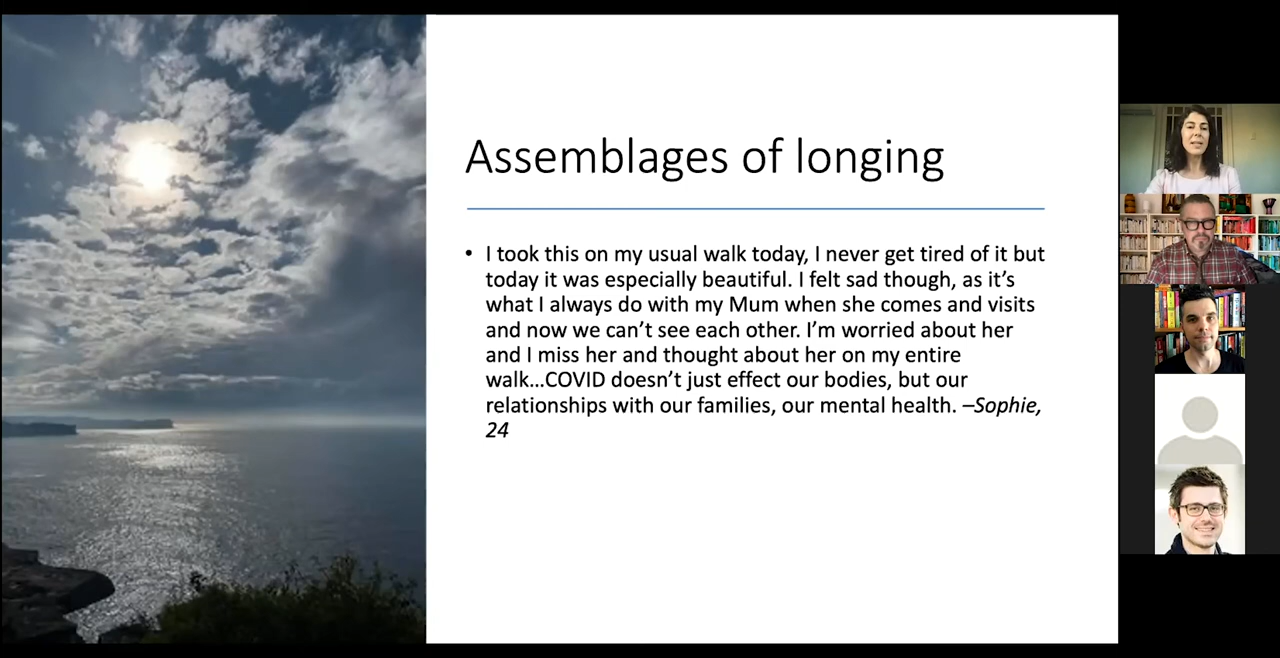 Assemblages of longing
• I took this on my usual walk today, I never get tired of it but
today it was especially beautiful. I felt sad though, as it’s
what I always do with my Mum when she comes and visits
and now we can’t see each other. I’m worried about her
and I miss her and thought about her on my entire
walk…COVID doesn’t just effect our bodies, but our
relationships with our families, our mental health. –Sophie,
24